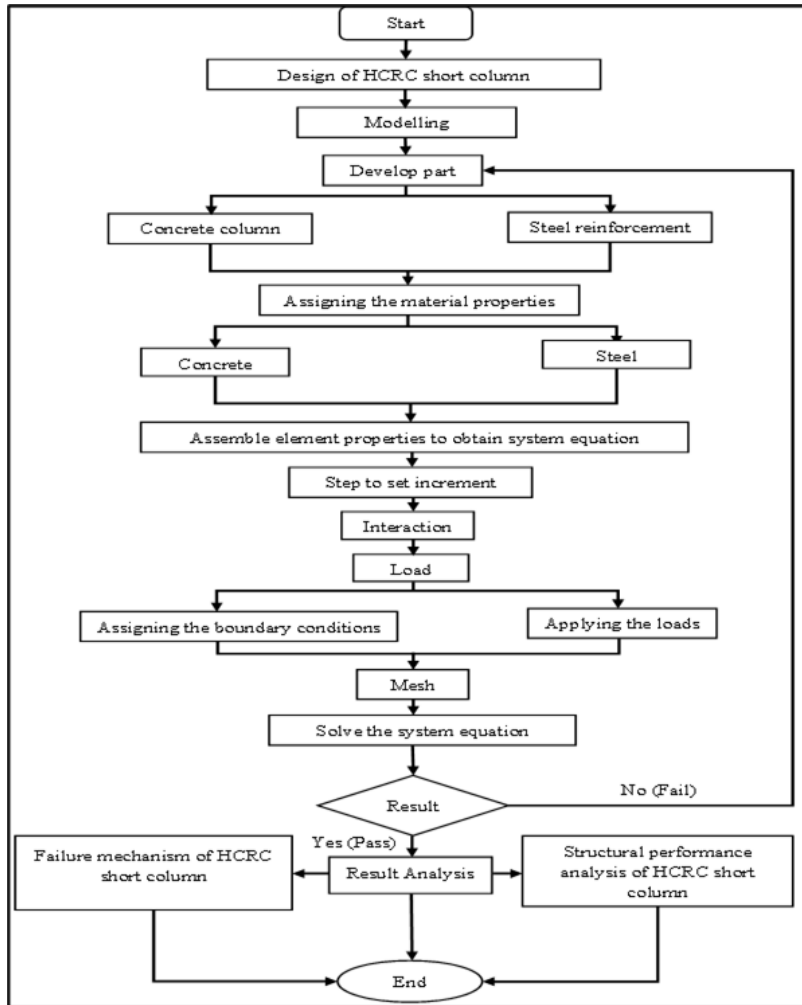 Start
Design of HCRC short column
Modelling
Develop part
Concrete column
Steel reinforcement
Assigning the material properties
Concrete
Steel
Assemble element properties to obtain system equation
Step to set increment
Interaction
Load
Assigning the boundary conditions
Applying the loads
Mesh
Solve the system equation
Result
No (Fail)
Yes (Pass)
Failure mechanism of HCRC
short column
Result Analysis
Structural performance
analysis of HCRC short
column
End